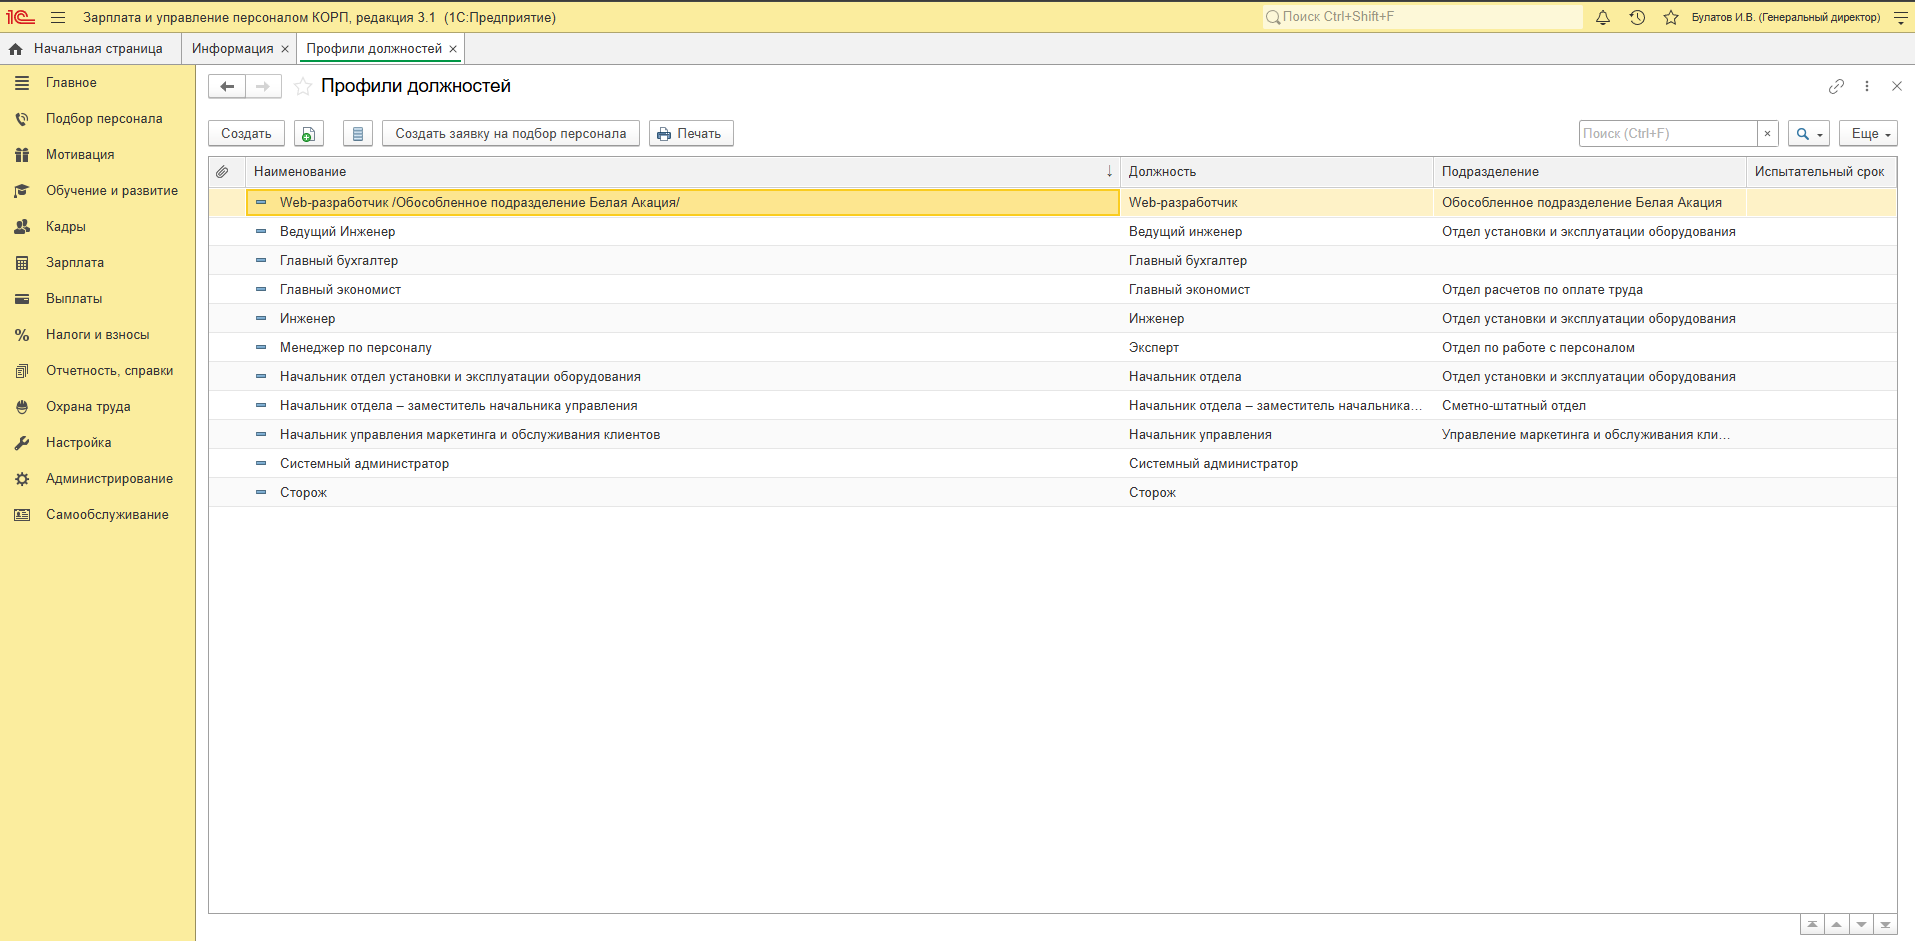 1С Зарплата и управление персоналом КОРП, редакция 3.1 (1С:Предприятие) Поиск Ctrl+Shift+F Булатов И.В. (Генеральный директор)
Начальная страница Информация × Профили должностей ×
Главное
Подбор персонала
Мотивация
Обучение и развитие
Кадры
Зарплата
Выплаты
Налоги и взносы
Отчетность, справки
Охрана труда
Настройка
Администрирование
Самообслуживание
Профили должностей
Создать Создать заявку на подбор персонала Печать Поиск (Ctrl+F) × Еще
Наименование ↓ Должность Подразделение Испытательный срок
Web-разработчик /Обособленное подразделение Белая Акация/ Web-разработчик Обособленное подразделение Белая Акация
Ведущий Инженер Ведущий инженер Отдел установки и эксплуатации оборудования
Главный бухгалтер Главный бухгалтер
Главный экономист Главный экономист Отдел расчетов по оплате труда
Инженер Инженер Отдел установки и эксплуатации оборудования
Менеджер по персоналу Эксперт Отдел по работе с персоналом
Начальник отдел установки и эксплуатации оборудования Начальник отдела Отдел установки и эксплуатации оборудования
Начальник отдела – заместитель начальника управления Начальник отдела – заместитель начальника... Сметно-штатный отдел
Начальник управления маркетинга и обслуживания клиентов Начальник управления Управление маркетинга и обслуживания кли...
Системный администратор Системный администратор
Сторож Сторож